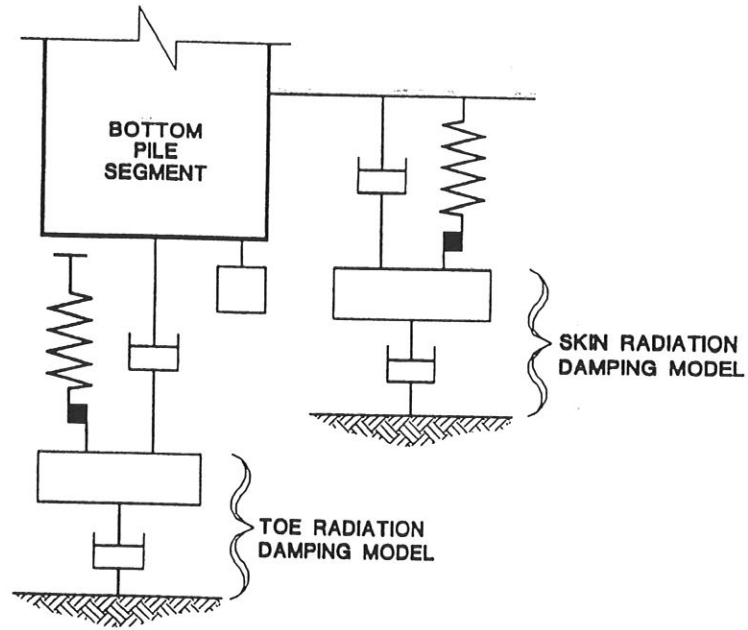 BOTTOM
PILE
SEGMENT
SKIN RADIATION
DAMPING MODEL
TOE RADIATION
DAMPING MODEL